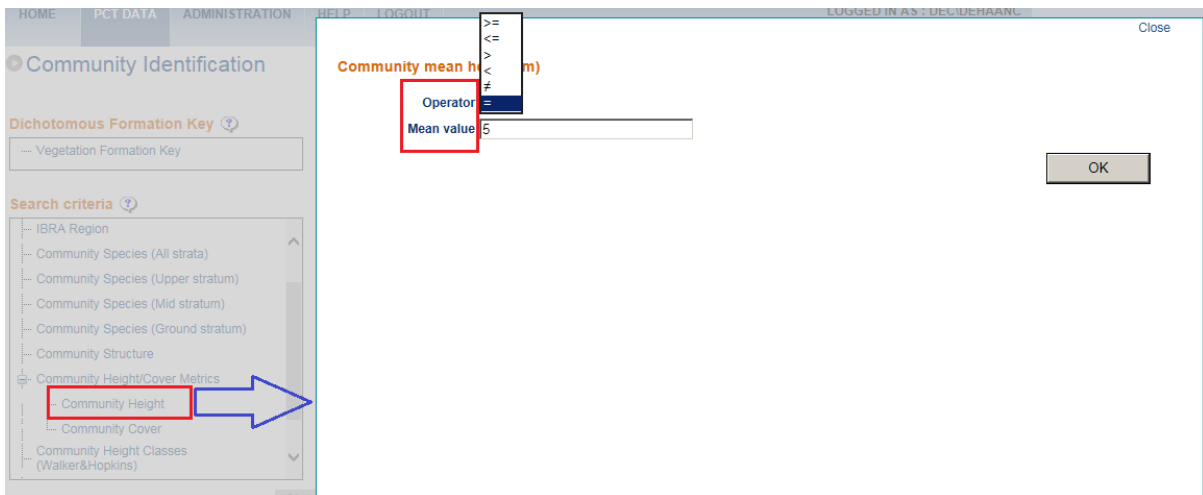 HOME PCT DATA ADMINISTRATION HELP LOGOUT LOGGED IN AS : DEC\DEHAANC
Close
Community Identification
Dichotomous Formation Key ?
Vegetation Formation Key
Search criteria ?
IBRA Region
Community Species (All strata)
Community Species (Upper stratum)
Community Species (Mid stratum)
Community Species (Ground stratum)
Community Structure
Community Height/Cover Metrics
Community Height
Community Cover
Community Height Classes
(Walker&Hopkins)
Community mean he m)
>=
<=
>
<
≠
Operator =
Mean value 5
OK